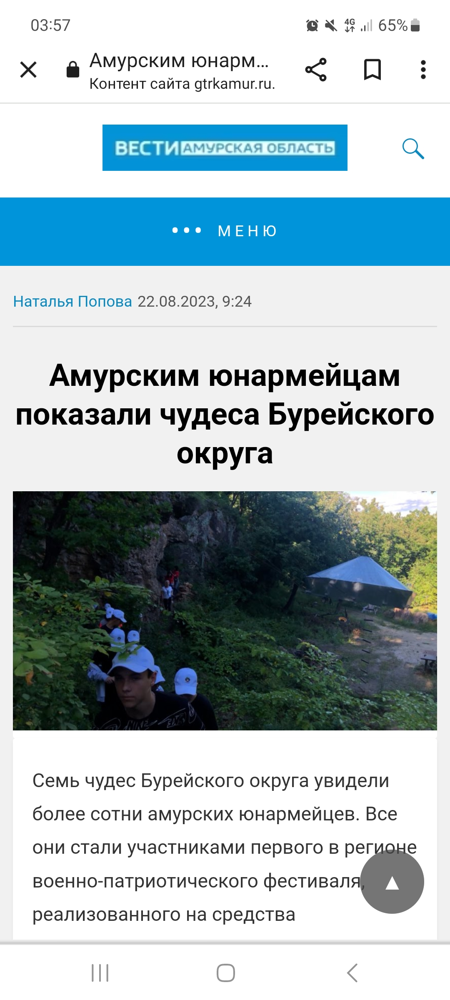 03:57
4G
65%
Амурским юнарм...
Контент сайта gtrkamur.ru.
ВЕСТИ АМУРСКАЯ ОБЛАСТЬ
МЕНЮ
Наталья Попова 22.08.2023, 9:24
Амурским юнармейцам
показали чудеса Бурейского
округа
NIKE
Семь чудес Бурейского округа увидели
более сотни амурских юнармейцев. Все
они стали участниками первого в регионе
военно-патриотического фестиваля,
реализованного на средства